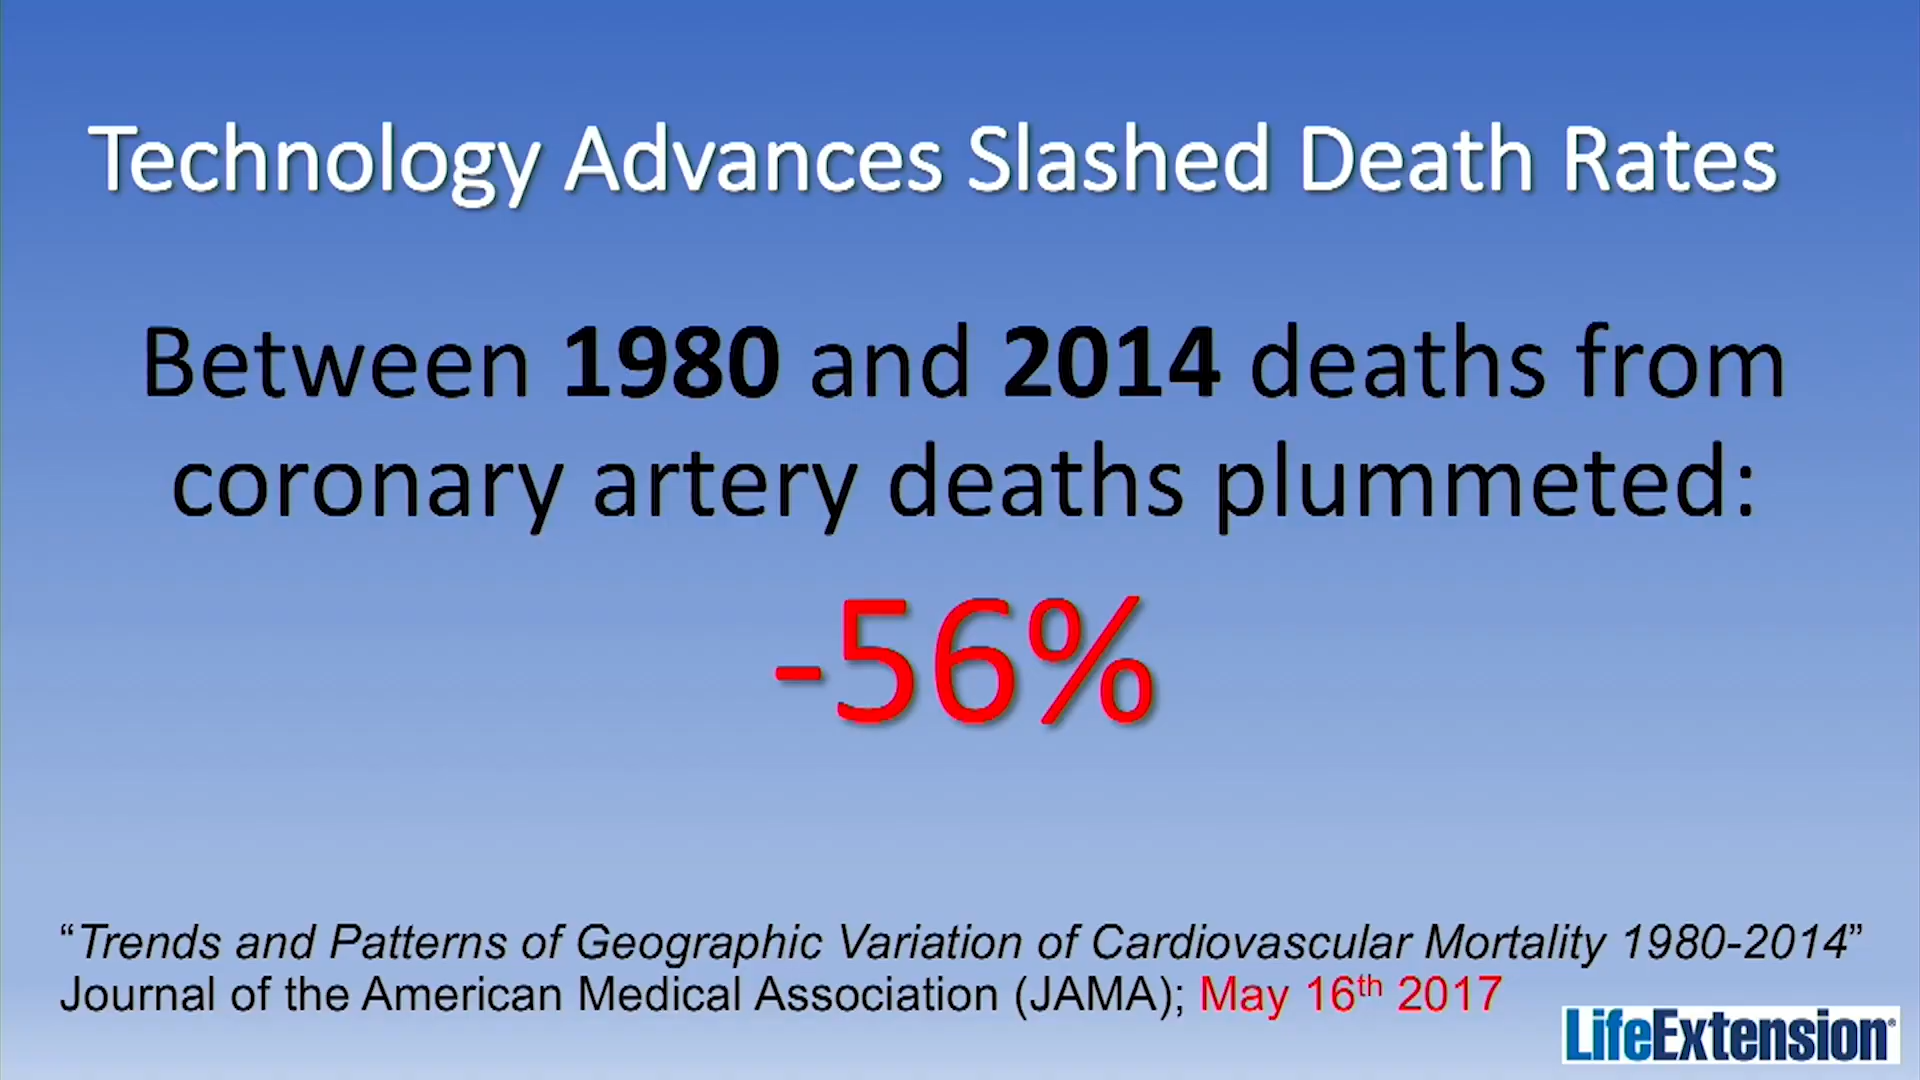 Technology Advances Slashed Death Rates
Between 1980 and 2014 deaths from
coronary artery deaths plummeted:
-56%
“Trends and Patterns of Geographic Variation of Cardiovascular Mortality 1980-2014”
Journal of the American Medical Association (JAMA); May 16th 2017
LifeExtension®